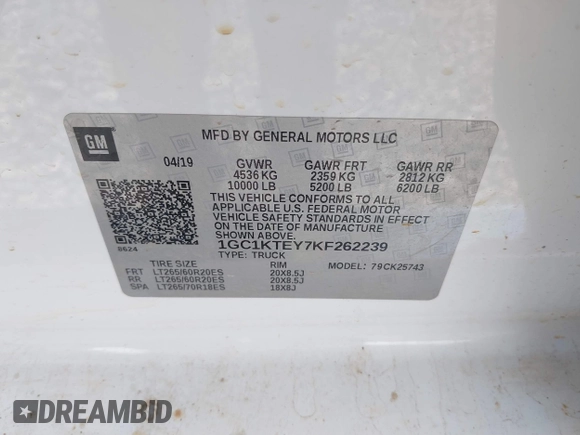 GM
MFD BY GENERAL MOTORS LLC
04/19 GVWR GAWR FRT GAWR RR
4536 KG 2359 KG 2812 KG
10000 LB 5200 LB 6200 LB
THIS VEHICLE CONFORMS TO ALL
APPLICABLE U.S. FEDERAL MOTOR
VEHICLE SAFETY STANDARDS IN EFFECT
ON THE DATE OF MANUFACTURE
SHOWN ABOVE.
8624
1GC1KTEY7KF262239
TYPE: TRUCK
TIRE SIZE RIM MODEL: 79CK25743
FRT LT265/60R20ES 20X8.5J
RR LT265/60R20ES 20X8.5J
SPA LT265/70R18ES 18X8J
DREAMBID